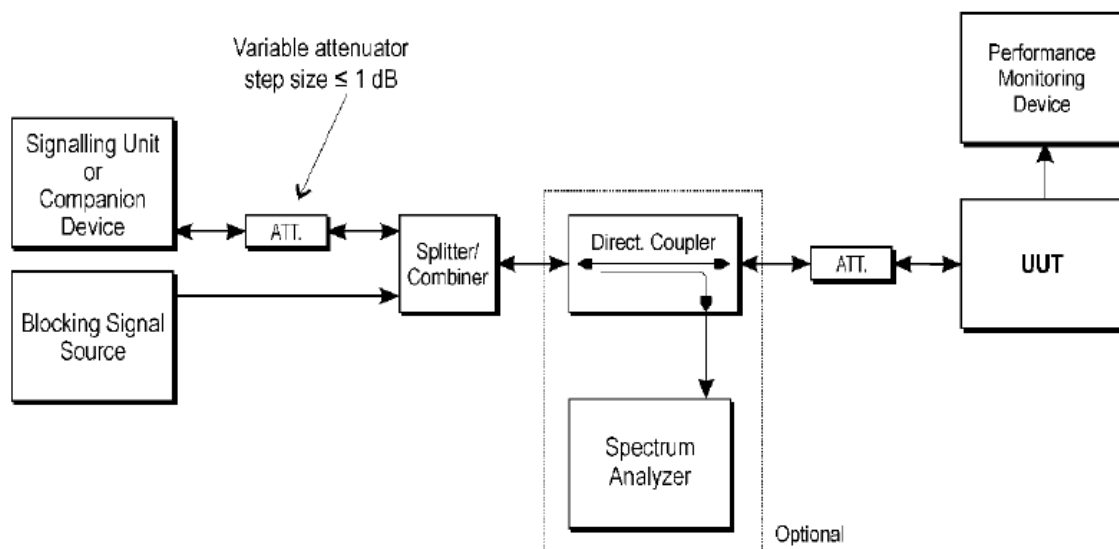 Variable attenuator
step size ≤ 1 dB
Performance
Monitoring
Device
Signalling Unit
or
Companion
Device
ATT.
Splitter/
Combiner
Direct. Coupler
ATT.
UUT
Blocking Signal
Source
Spectrum
Analyzer
Optional